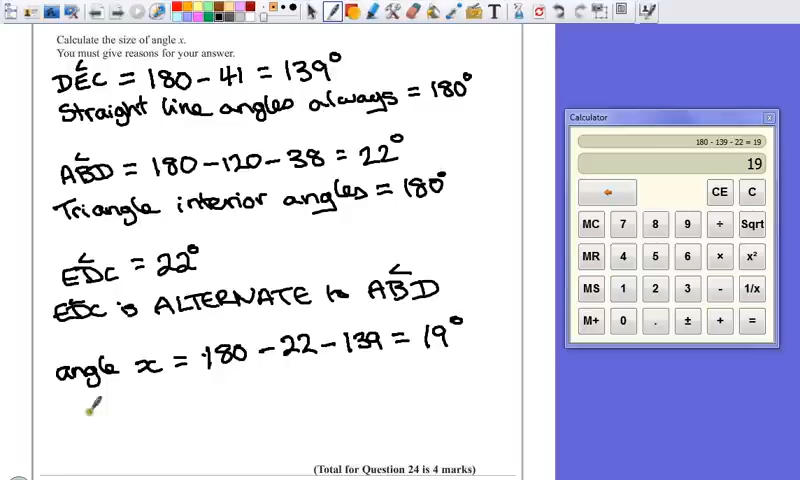 Calculate the size of angle x.
You must give reasons for your answer.
DEC = 180 - 41 = 139°
Straight line angles always = 180°
ABD = 180 - 120 - 38 = 22°
Triangle interior angles = 180°
EDC = 22°
EDC is ALTERNATE to ABD
angle x = 180 - 22 - 139 = 19°
(Total for Question 24 is 4 marks)
Calculator
180 - 139 - 22 = 19
19
CE C
MC 7 8 9 ÷ Sqrt
MR 4 5 6 × x²
MS 1 2 3 - 1/x
M+ 0 . ± + =